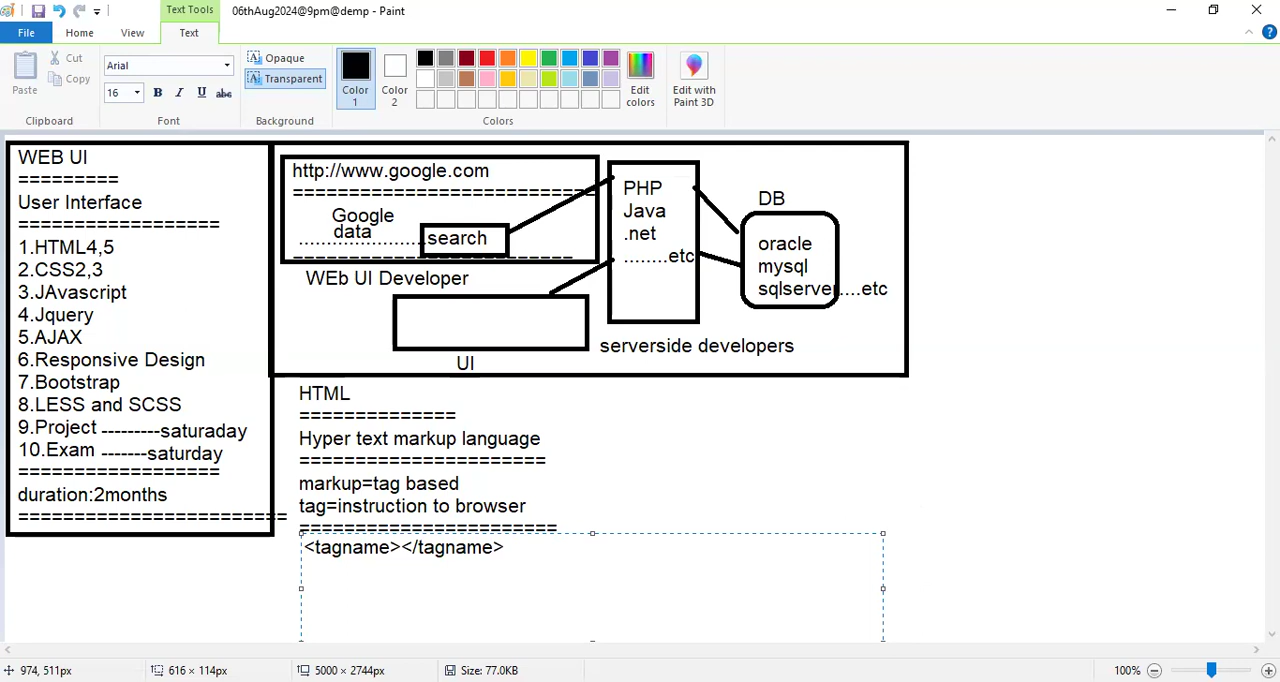 Text Tools
06thAug2024@9pm@demp - Paint
File
Home
View
Text
Paste
Cut
Copy
Clipboard
Arial
16
B
I
U
abc
Font
Opaque
Transparent
Background
Color 1
Color 2
Edit colors
Colors
Edit with Paint 3D
WEB UI
=========
User Interface
==================
1.HTML4,5
2.CSS2,3
3.JAvascript
4.Jquery
5.AJAX
6.Responsive Design
7.Bootstrap
8.LESS and SCSS
9.Project ---------saturaday
10.Exam -------saturday
==================
duration:2months
========================
http://www.google.com
===========================
Google
data
.......................search
=========================
WEb UI Developer
UI
PHP
Java
.net
........etc
serverside developers
DB
oracle
mysql
sqlserver....etc
HTML
==============
Hyper text markup language
======================
markup=tag based
tag=instruction to browser
=======================
<tagname></tagname>
974, 511px
616 × 114px
5000 × 2744px
Size: 77.0KB
100%